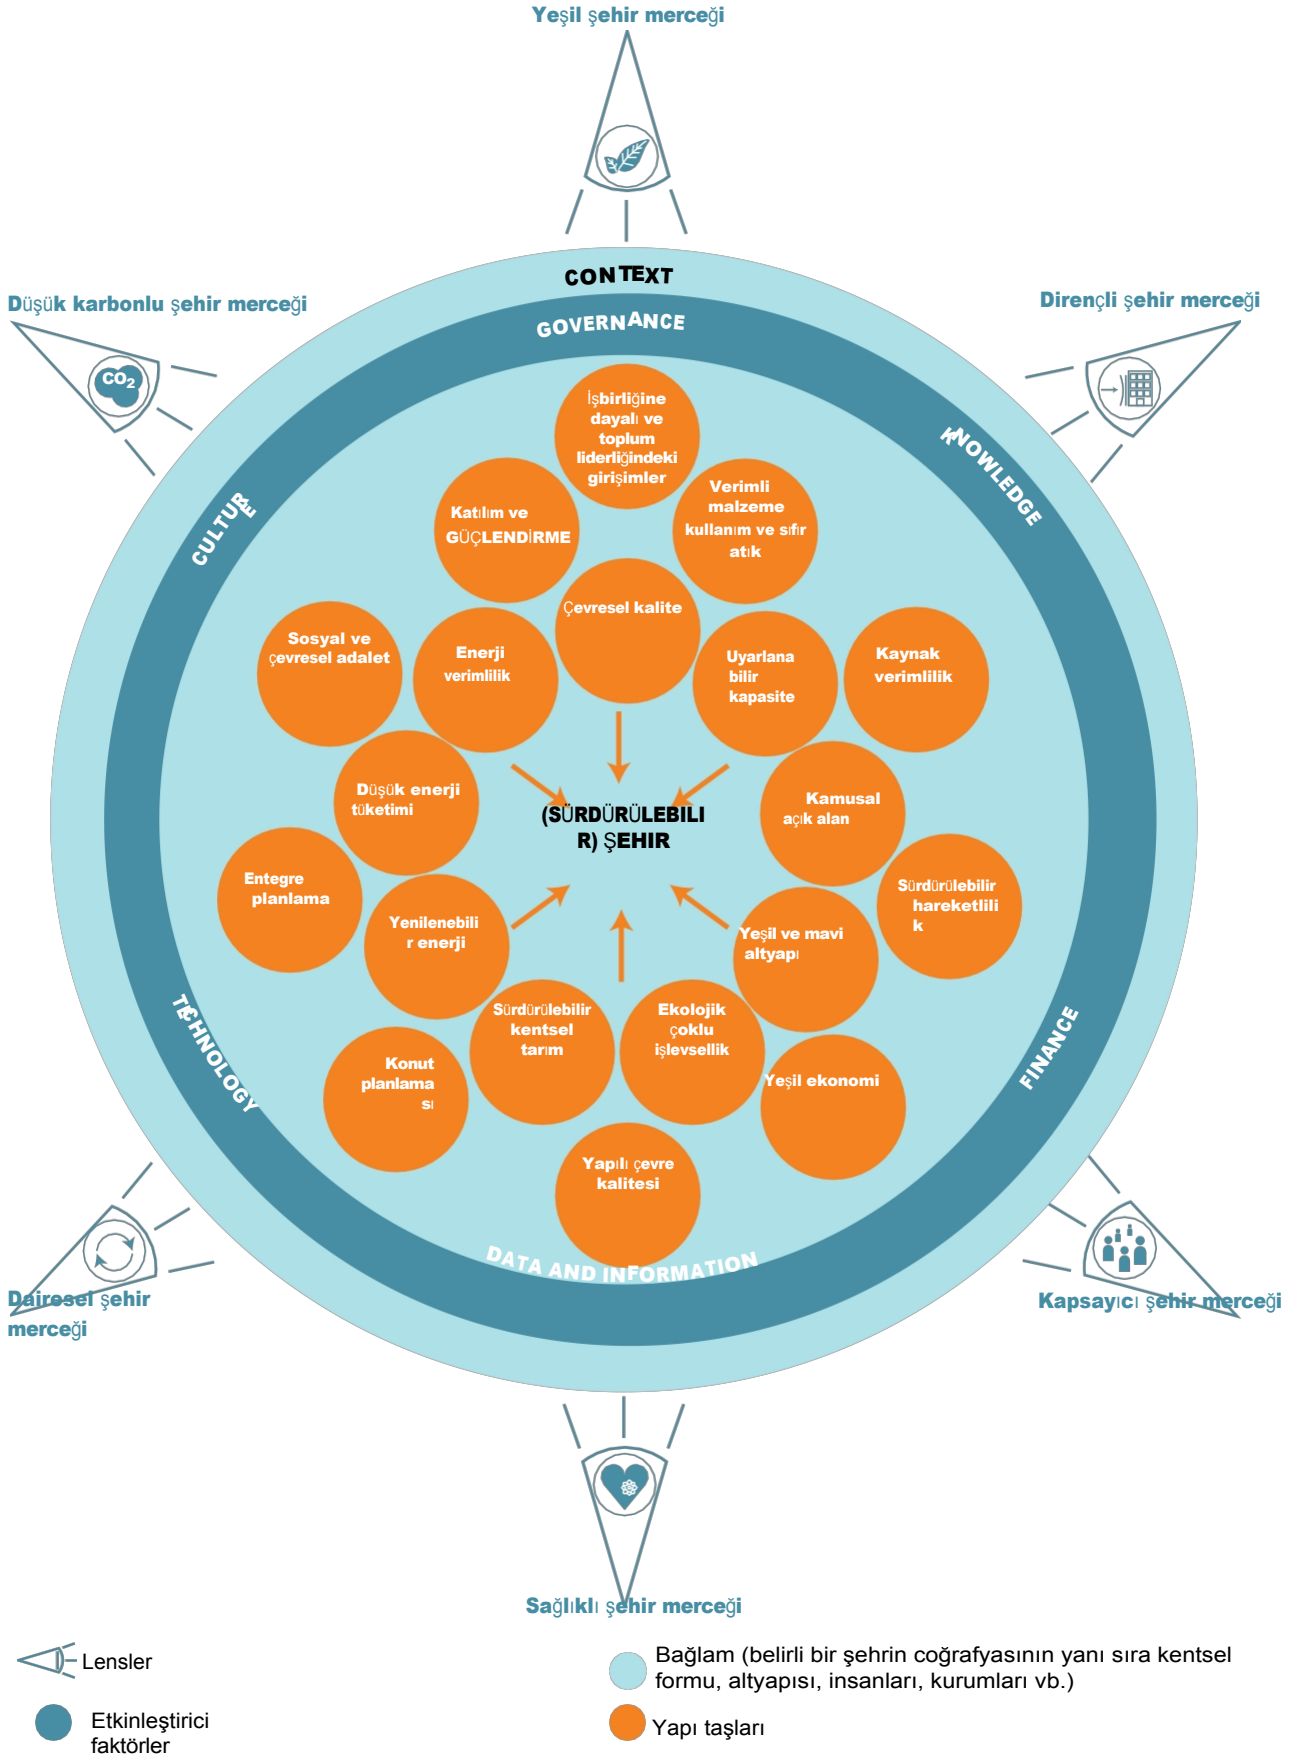 Yeşil şehir merceği
Düşük karbonlu şehir merceği
Dirençli şehir merceği
CO2
CONTEXT
GOVERNANCE
KNOWLEDGE
CULTURE
İşbirliğine
dayalı ve
toplum
liderliğindeki
girişimler
Katılım ve
GÜÇLENDİRME
Verimli
malzeme
kullanım ve sıfır
atık
Çevresel kalite
Sosyal ve
çevresel adalet
Enerji
verimlilik
Uyarlana
bilir
kapasite
Kaynak
verimlilik
Düşük enerji
tüketimi
(SÜRDÜRÜLEBILI
R) ŞEHIR
Kamusal
açık alan
Entegre
planlama
Yenilenebili
r enerji
Yeşil ve mavi
altyapı
Sürdürülebilir
hareketlili
k
Sürdürülebilir
kentsel
tarım
Ekolojik
çoklu
işlevsellik
Konut
planlama
sı
Yeşil ekonomi
Yapılı çevre
kalitesi
TECHNOLOGY
FINANCE
DATA AND INFORMATION
Dairesel şehir
merceği
Kapsayıcı şehir merceği
Sağlıklı şehir merceği
Lensler
Etkinleştirici
faktörler
Bağlam (belirli bir şehrin coğrafyasının yanı sıra kentsel
formu, altyapısı, insanları, kurumları vb.)
Yapı taşları